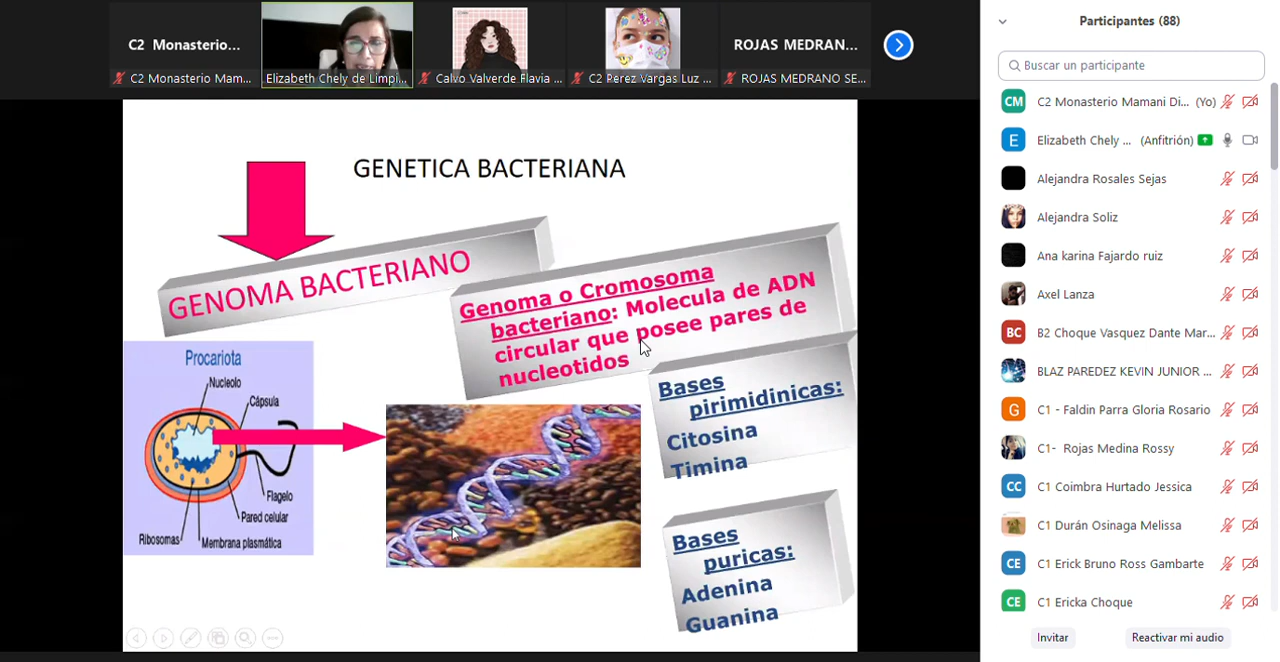 C2 Monasterio...
ROJAS MEDRAN...
C2 Monasterio Mam...
Elizabeth Chely de Limpi...
Calvo Valverde Flavia ...
C2 Perez Vargas Luz ...
ROJAS MEDRANO SE...
GENETICA BACTERIANA
GENOMA BACTERIANO
Genoma o Cromosoma
bacteriano: Molecula de ADN
circular que posee pares de
nucleotidos
Procariota
Nucleolo
Cápsula
Flagelo
Pared celular
Ribosomas
Membrana plasmática
Bases
pirimidinicas:
Citosina
Timina
Bases
puricas:
Adenina
Guanina
Participantes (88)
Buscar un participante
CM C2 Monasterio Mamani Di... (Yo)
E Elizabeth Chely ... (Anfitrión)
Alejandra Rosales Sejas
Alejandra Soliz
Ana karina Fajardo ruiz
Axel Lanza
BC B2 Choque Vasquez Dante Mar...
BLAZ PAREDEZ KEVIN JUNIOR ...
G C1 - Faldin Parra Gloria Rosario
C1- Rojas Medina Rossy
CC C1 Coimbra Hurtado Jessica
C1 Durán Osinaga Melissa
CE C1 Erick Bruno Ross Gambarte
CE C1 Ericka Choque
Invitar
Reactivar mi audio